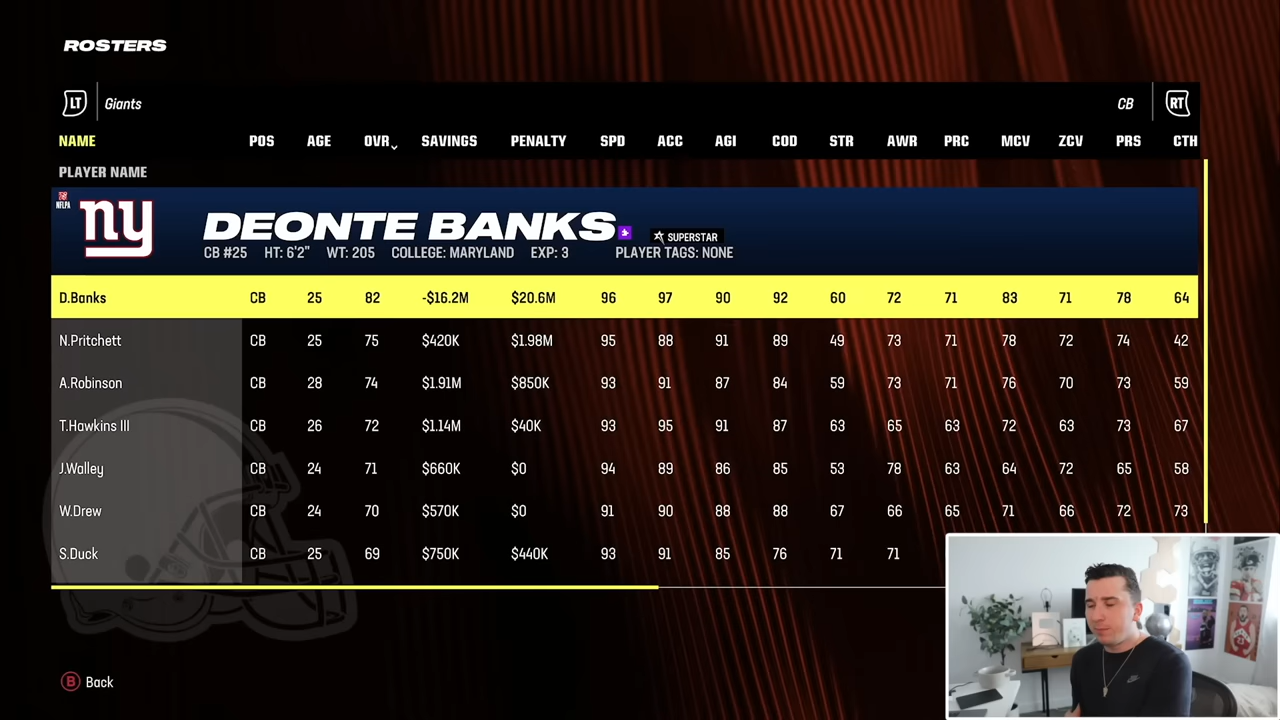 ROSTERS
LT Giants CB RT
NAME POS AGE OVR SAVINGS PENALTY SPD ACC AGI COD STR AWR PRC MCV ZCV PRS CTH
PLAYER NAME
NFLPA ny DEONTE BANKS SUPERSTAR
CB #25 HT: 6'2" WT: 205 COLLEGE: MARYLAND EXP: 3 PLAYER TAGS: NONE
D.Banks CB 25 82 -$16.2M $20.6M 96 97 90 92 60 72 71 83 71 78 64
N.Pritchett CB 25 75 $420K $1.98M 95 88 91 89 49 73 71 78 72 74 42
A.Robinson CB 28 74 $1.91M $850K 93 91 87 84 59 73 71 76 70 73 59
T.Hawkins III CB 26 72 $1.14M $40K 93 95 91 87 63 65 63 72 63 73 67
J.Walley CB 24 71 $660K $0 94 89 86 85 53 78 63 64 72 65 58
W.Drew CB 24 70 $570K $0 91 90 88 88 67 66 65 71 66 72 73
S.Duck CB 25 69 $750K $440K 93 91 85 76 71 71
B Back